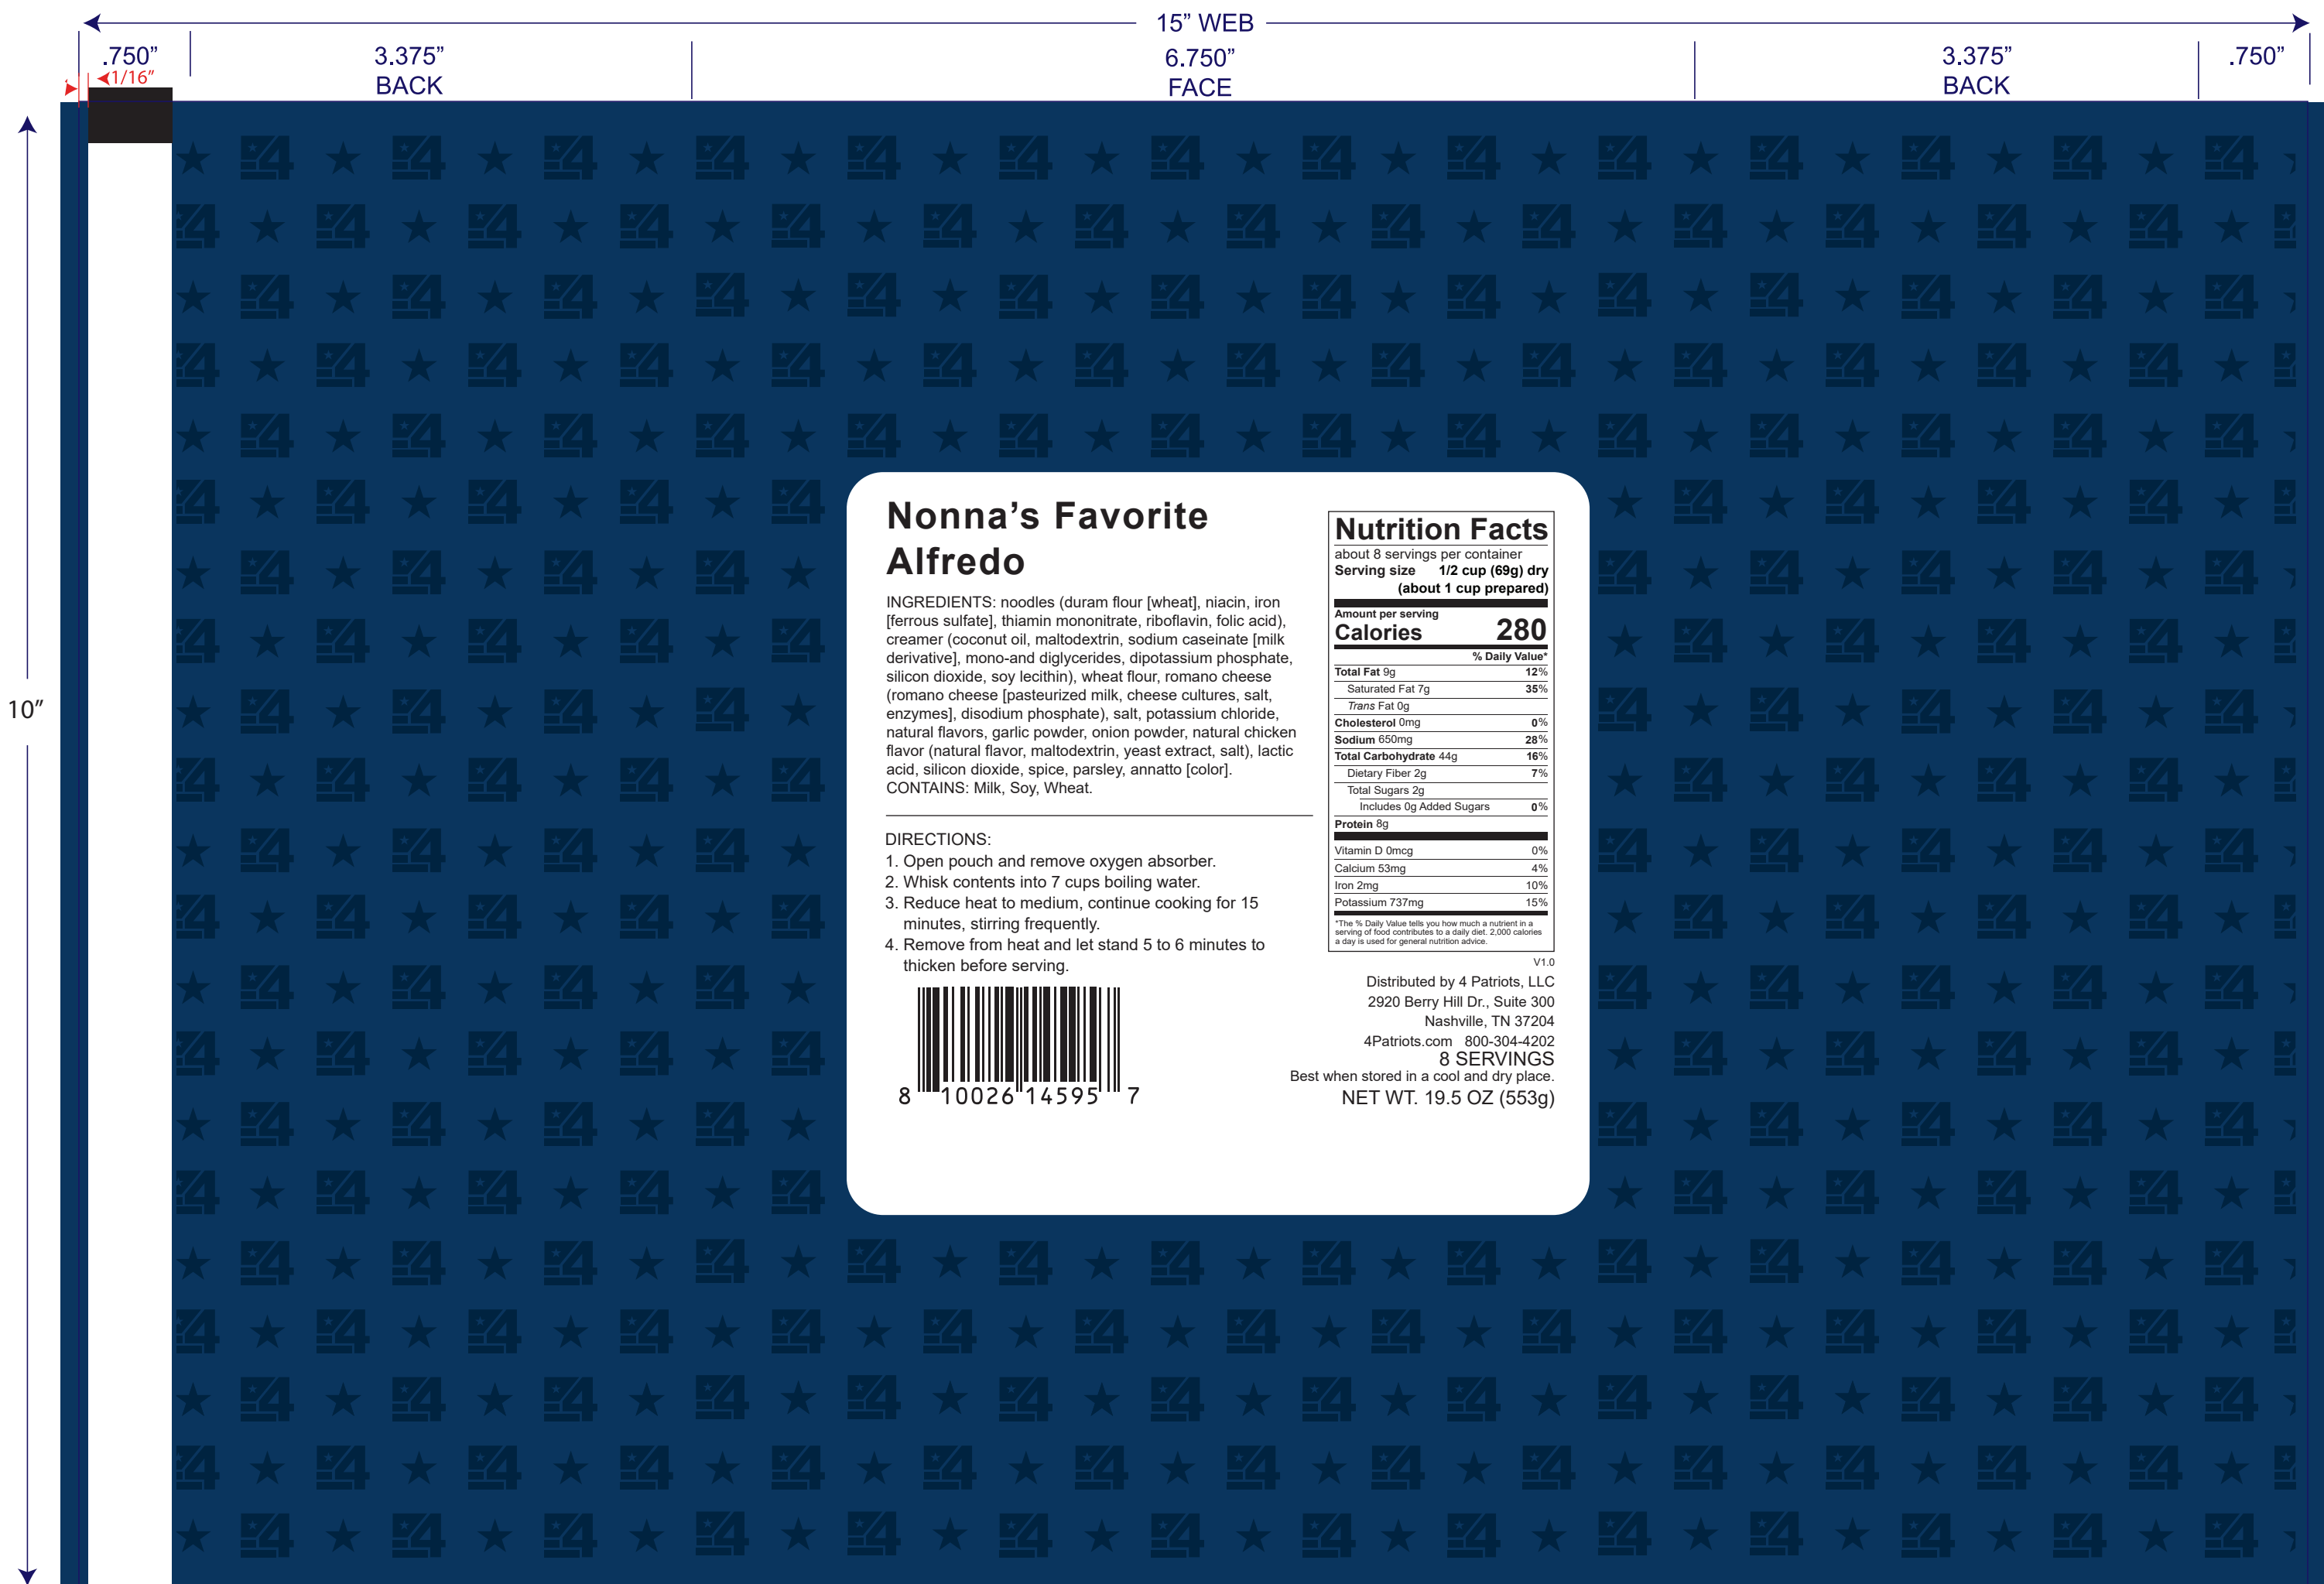 15” WEB
.750”
3.375”
BACK
6.750”
FACE
3.375”
BACK
.750”
1/16”
10”
Nonna’s Favorite
Alfredo
INGREDIENTS: noodles (duram flour [wheat], niacin, iron
[ferrous sulfate], thiamin mononitrate, riboflavin, folic acid),
creamer (coconut oil, maltodextrin, sodium caseinate [milk
derivative], mono-and diglycerides, dipotassium phosphate,
silicon dioxide, soy lecithin), wheat flour, romano cheese
(romano cheese [pasteurized milk, cheese cultures, salt,
enzymes], disodium phosphate), salt, potassium chloride,
natural flavors, garlic powder, onion powder, natural chicken
flavor (natural flavor, maltodextrin, yeast extract, salt), lactic
acid, silicon dioxide, spice, parsley, annatto [color].
CONTAINS: Milk, Soy, Wheat.
DIRECTIONS:
1. Open pouch and remove oxygen absorber.
2. Whisk contents into 7 cups boiling water.
3. Reduce heat to medium, continue cooking for 15
minutes, stirring frequently.
4. Remove from heat and let stand 5 to 6 minutes to
thicken before serving.
8 10026 14595 7
Nutrition Facts
about 8 servings per container
Serving size 1/2 cup (69g) dry
(about 1 cup prepared)
Amount per serving
Calories 280
% Daily Value*
Total Fat 9g 12%
Saturated Fat 7g 35%
Trans Fat 0g
Cholesterol 0mg 0%
Sodium 650mg 28%
Total Carbohydrate 44g 16%
Dietary Fiber 2g 7%
Total Sugars 2g
Includes 0g Added Sugars 0%
Protein 8g
Vitamin D 0mcg 0%
Calcium 53mg 4%
Iron 2mg 10%
Potassium 737mg 15%
*The % Daily Value tells you how much a nutrient in a
serving of food contributes to a daily diet. 2,000 calories
a day is used for general nutrition advice.
V1.0
Distributed by 4 Patriots, LLC
2920 Berry Hill Dr., Suite 300
Nashville, TN 37204
4Patriots.com 800-304-4202
8 SERVINGS
Best when stored in a cool and dry place.
NET WT. 19.5 OZ (553g)